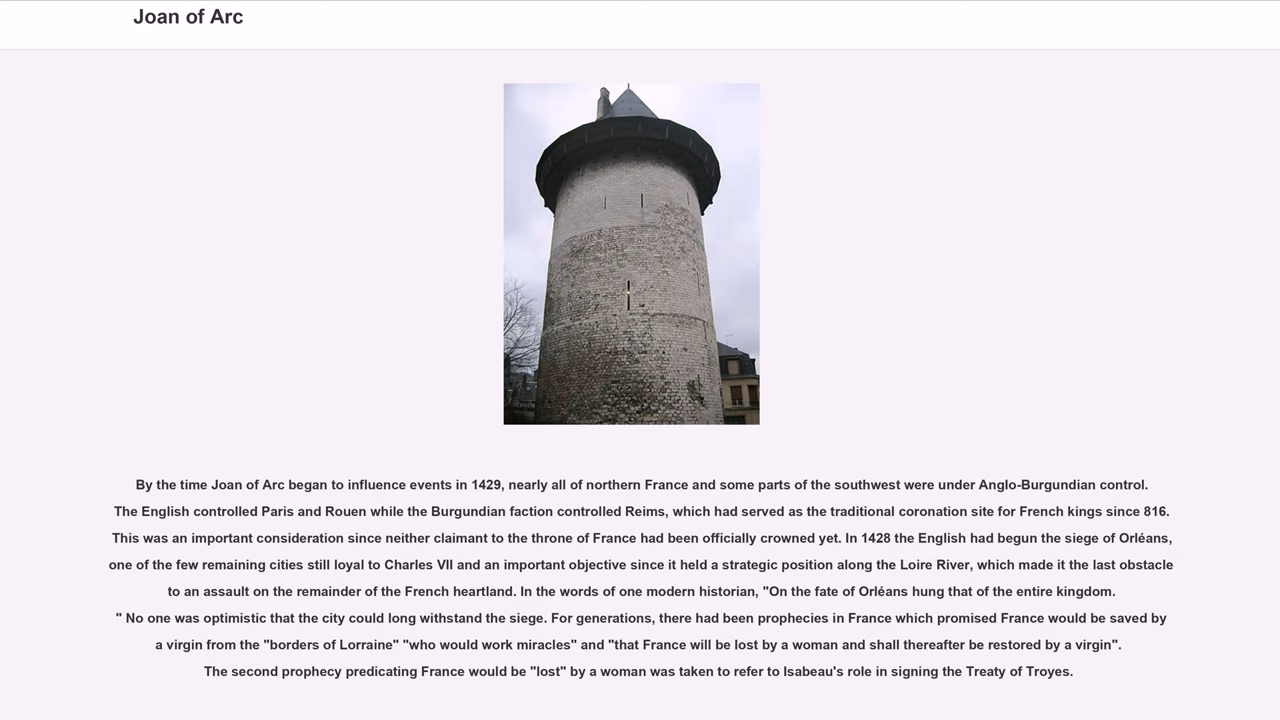 Joan of Arc
By the time Joan of Arc began to influence events in 1429, nearly all of northern France and some parts of the southwest were under Anglo-Burgundian control.
The English controlled Paris and Rouen while the Burgundian faction controlled Reims, which had served as the traditional coronation site for French kings since 816.
This was an important consideration since neither claimant to the throne of France had been officially crowned yet. In 1428 the English had begun the siege of Orléans,
one of the few remaining cities still loyal to Charles VII and an important objective since it held a strategic position along the Loire River, which made it the last obstacle
to an assault on the remainder of the French heartland. In the words of one modern historian, "On the fate of Orléans hung that of the entire kingdom.
" No one was optimistic that the city could long withstand the siege. For generations, there had been prophecies in France which promised France would be saved by
a virgin from the "borders of Lorraine" "who would work miracles" and "that France will be lost by a woman and shall thereafter be restored by a virgin".
The second prophecy predicating France would be "lost" by a woman was taken to refer to Isabeau's role in signing the Treaty of Troyes.